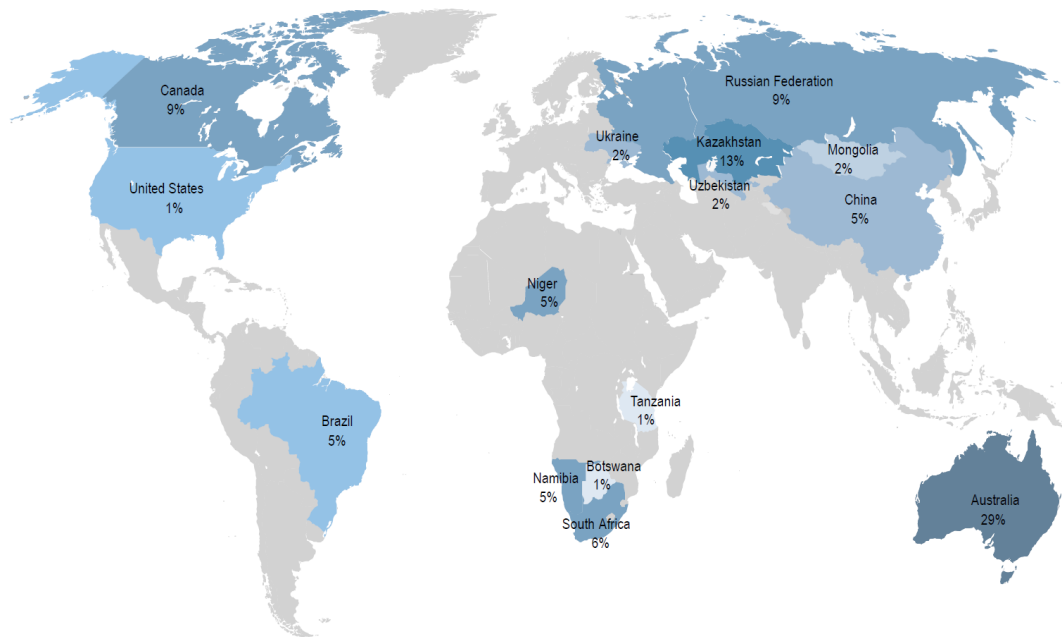 Canada
9%
United States
1%
Brazil
5%
Niger
5%
Namibia
5%
Botswana
1%
South Africa
6%
Tanzania
1%
Ukraine
2%
Russian Federation
9%
Kazakhstan
13%
Uzbekistan
2%
Mongolia
2%
China
5%
Australia
29%